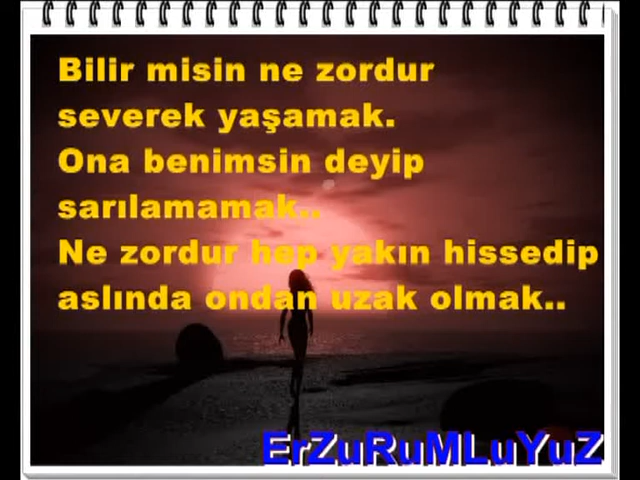 Bilir misin ne zordur
severek yaşamak.
Ona benimsin deyip
sarılamamak..
Ne zordur hep yakın hissedip
aslında ondan uzak olmak..
ErZuRuMLuYuZ